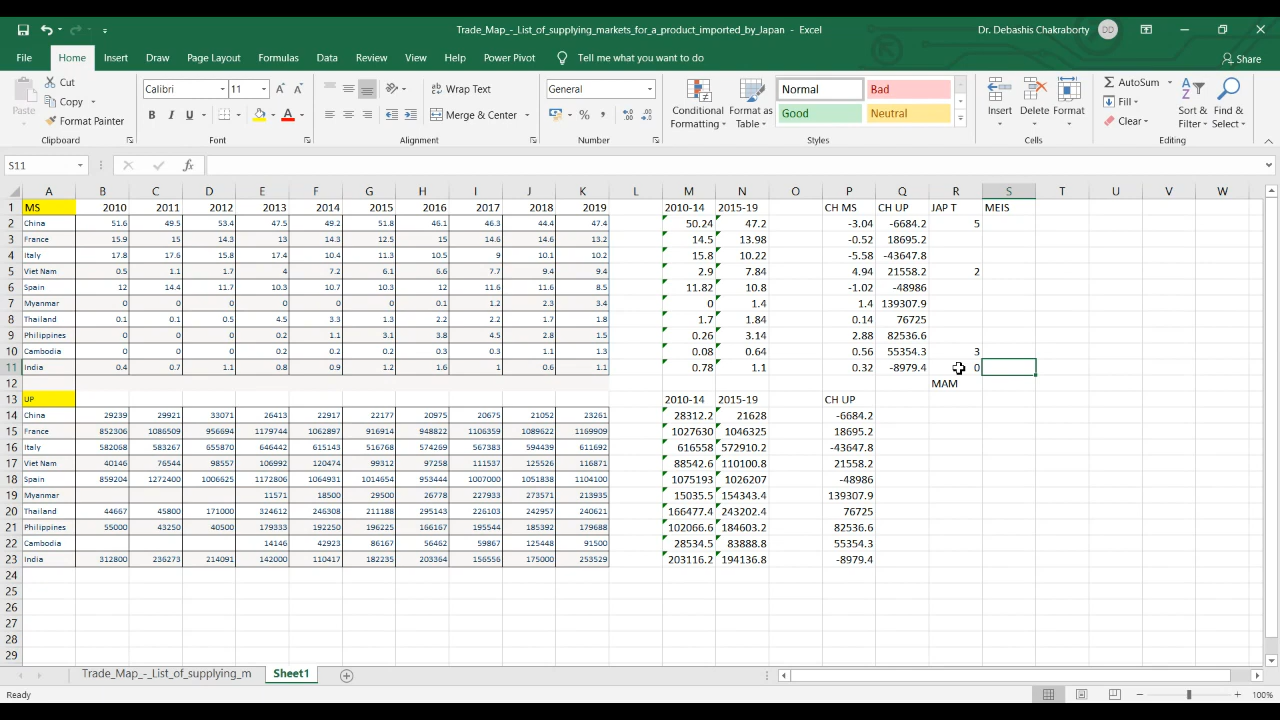 Trade_Map_-_List_of_supplying_markets_for_a_product_imported_by_Japan - Excel
Dr. Debashis Chakraborty DD
File Home Insert Draw Page Layout Formulas Data Review View Help Power Pivot Tell me what you want to do Share
Paste Cut Copy Format Painter Clipboard
Calibri 11 B I U A Font
Wrap Text Merge & Center Alignment
General % Number
Conditional Formatting Format as Table Normal Bad Good Neutral Styles
Insert Delete Format Cells
AutoSum Fill Clear Sort & Filter Find & Select Editing
S11 fx
A B C D E F G H I J K L M N O P Q R S T U V W
1 MS 2010 2011 2012 2013 2014 2015 2016 2017 2018 2019 2010-14 2015-19 CH MS CH UP JAP T MEIS
2 China 51.6 49.5 53.4 47.5 49.2 51.8 46.1 46.3 44.4 47.4 50.24 47.2 -3.04 -6684.2 5
3 France 15.9 15 14.3 13 14.3 12.5 15 14.6 14.6 13.2 14.5 13.98 -0.52 18695.2
4 Italy 17.8 17.6 15.8 17.4 10.4 11.3 10.5 9 10.1 10.2 15.8 10.22 -5.58 -43647.8
5 Viet Nam 0.5 1.1 1.7 4 7.2 6.1 6.6 7.7 9.4 9.4 2.9 7.84 4.94 21558.2 2
6 Spain 12 14.4 11.7 10.3 10.7 10.3 12 11.6 11.6 8.5 11.82 10.8 -1.02 -48986
7 Myanmar 0 0 0 0 0 0 0.1 1.2 2.3 3.4 0 1.4 1.4 139307.9
8 Thailand 0.1 0.5 4.5 3.3 1.3 2.2 2.2 1.7 1.8 1.7 1.84 0.14 76725
9 Philippines 0 0 0 0.2 1.1 3.1 3.8 4.5 2.8 1.5 0.26 3.14 2.88 82536.6
10 Cambodia 0 0 0 0.2 0.2 0.2 0.3 0.3 1.1 1.3 0.08 0.64 0.56 55354.3 3
11 India 0.4 0.7 1.1 0.8 0.9 1.2 1.6 1 0.6 1.1 0.78 1.1 0.32 -8979.4 0
12 MAM
13 UP 2010-14 2015-19 CH UP
14 China 29239 29921 33071 26413 22917 22177 20107 20675 21052 23261 28312.2 21628 -6684.2
15 France 852306 1086509 956694 1179744 1062897 916914 948822 1106359 1089622 1169909 1027630 1046325 18695.2
16 Italy 582068 583267 655870 646442 615143 516768 574269 567383 594439 611692 616558 572910.2 -43647.8
17 Viet Nam 40146 76544 98557 106992 120474 99312 97258 111537 125526 116871 88542.6 110100.8 21558.2
18 Spain 859204 1272400 1006625 1172806 1064931 1014654 953444 1007000 1051838 1104100 1075193 1026207 -48986
19 Myanmar 11571 18500 29500 26778 227933 273571 213935 15035.5 154343.4 139307.9
20 Thailand 44667 45800 171000 324612 246308 211188 295143 226103 242957 240621 166477.4 243202.4 76725
21 Philippines 55000 43250 40500 179333 192250 196225 166167 195544 185392 179688 102066.6 184603.2 82536.6
22 Cambodia 14146 42923 86167 56462 59867 125448 91500 28534.5 83888.8 55354.3
23 India 312800 236273 214091 142000 110417 182235 203364 156556 175000 253529 203116.2 194136.8 -8979.4
24
25
26
27
28
29
Trade_Map_-_List_of_supplying_m Sheet1
Ready 100%